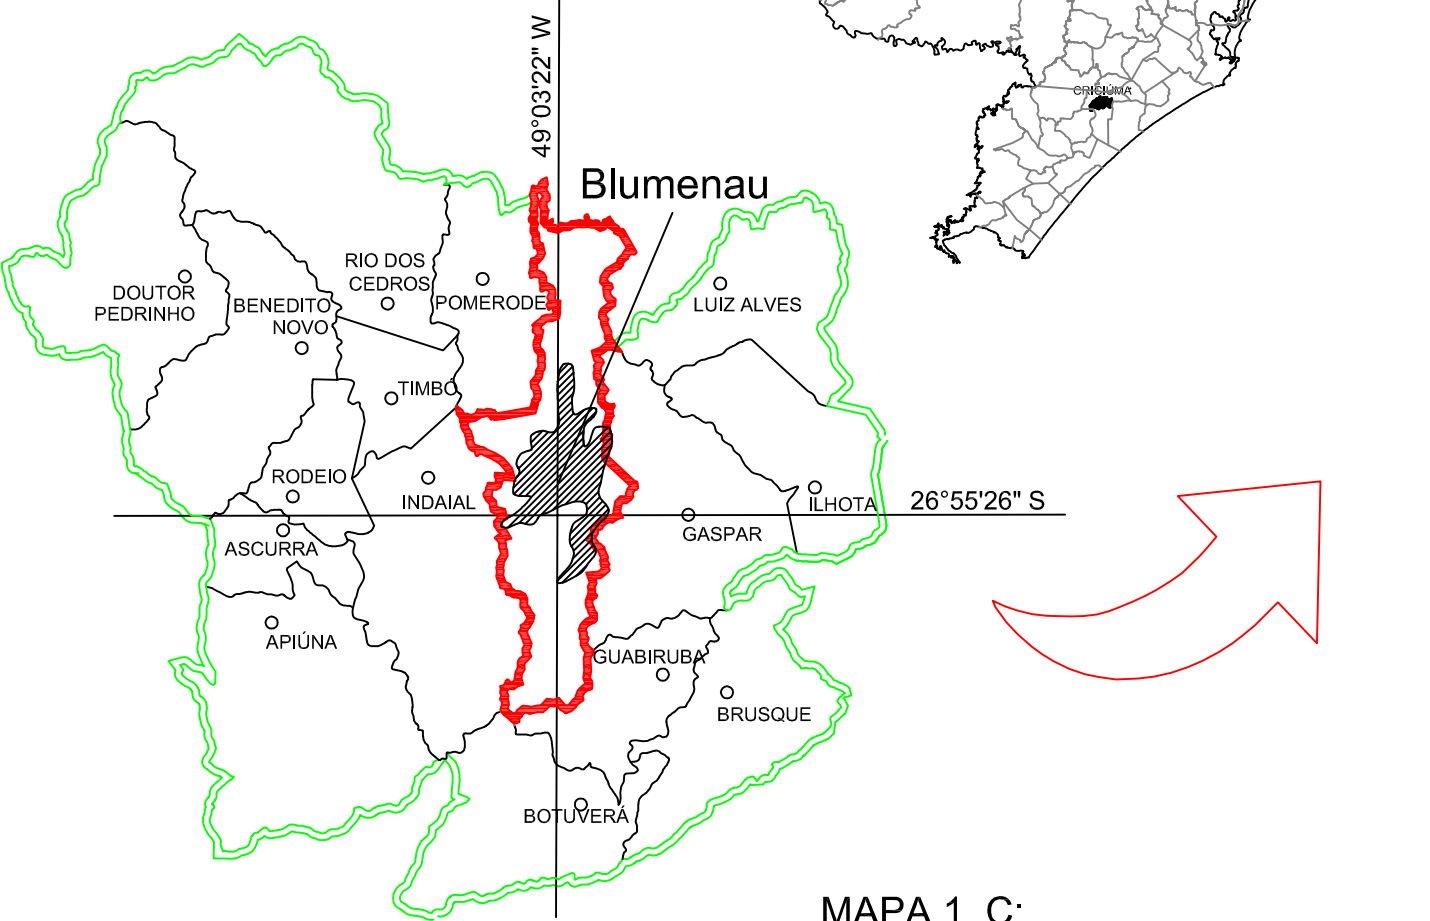 49°03'22" W
CRICIÚMA
Blumenau
RIO DOS
CEDROS
POMERODE
LUIZ ALVES
DOUTOR
PEDRINHO
BENEDITO
NOVO
TIMBÓ
RODEIO
INDAIAL
ILHOTA
26°55'26" S
GASPAR
ASCURRA
APIÚNA
GUABIRUBA
BRUSQUE
BOTUVERÁ
MAPA 1 C: